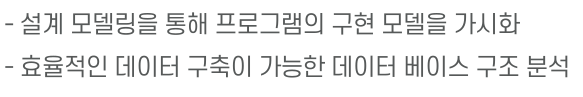 - 설계 모델링을 통해 프로그램의 구현 모델을 가시화
- 효율적인 데이터 구축이 가능한 데이터 베이스 구조 분석